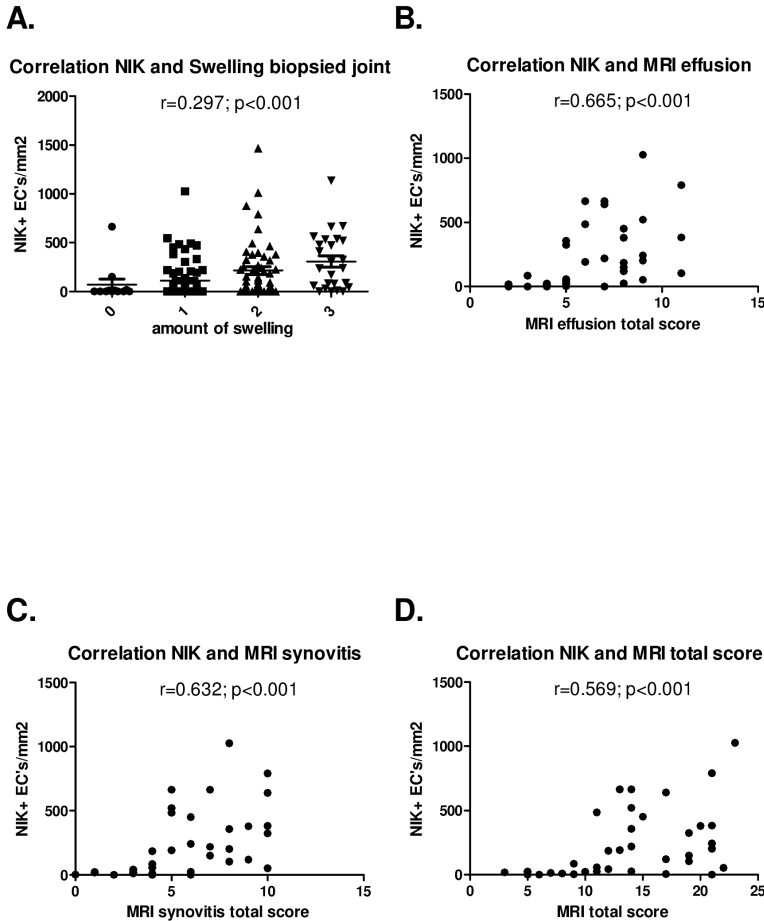 A.
Correlation NIK and Swelling biopsied joint
r=0.297; p<0.001
NIK+ EC's/mm2
2000
1500
1000
500
0
0
1
2
3
amount of swelling
B.
Correlation NIK and MRI effusion
r=0.665; p<0.001
NIK+ EC's/mm2
1500
1000
500
0
0
5
10
15
MRI effusion total score
C.
Correlation NIK and MRI synovitis
r=0.632; p<0.001
NIK+ EC's/mm2
1500
1000
500
0
0
5
10
15
MRI synovitis total score
D.
Correlation NIK and MRI total score
r=0.569; p<0.001
NIK+ EC's/mm2
1500
1000
500
0
0
5
10
15
20
25
MRI total score